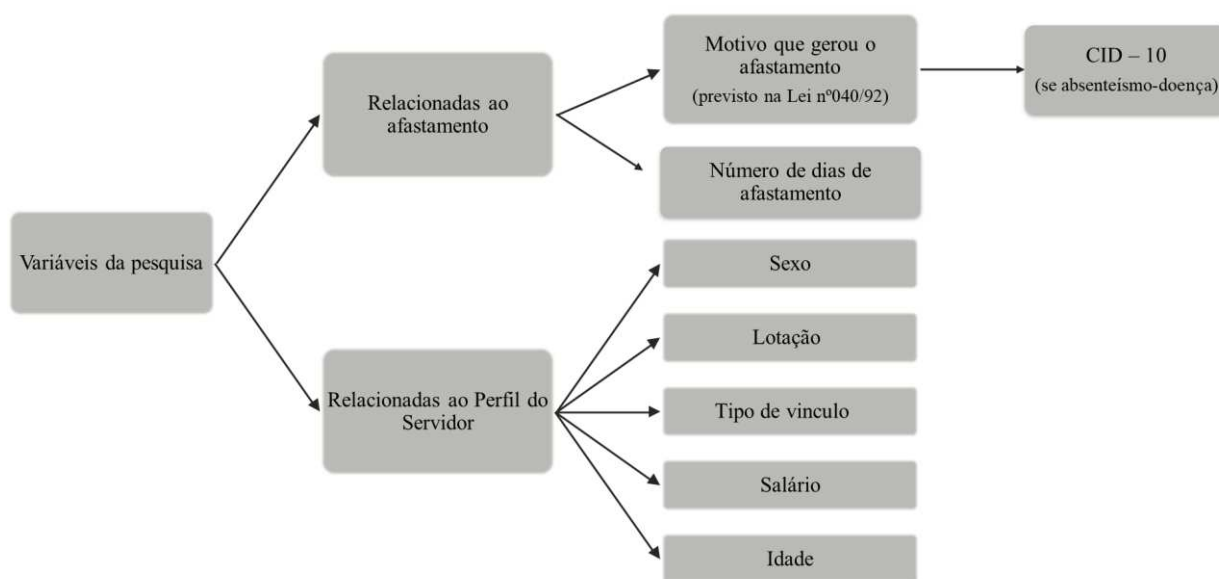 Variáveis da pesquisa
Relacionadas ao
afastamento
Motivo que gerou o
afastamento
(previsto na Lei nº040/92)
CID – 10
(se absenteísmo-doença)
Número de dias de
afastamento
Relacionadas ao Perfil do
Servidor
Sexo
Lotação
Tipo de vinculo
Salário
Idade